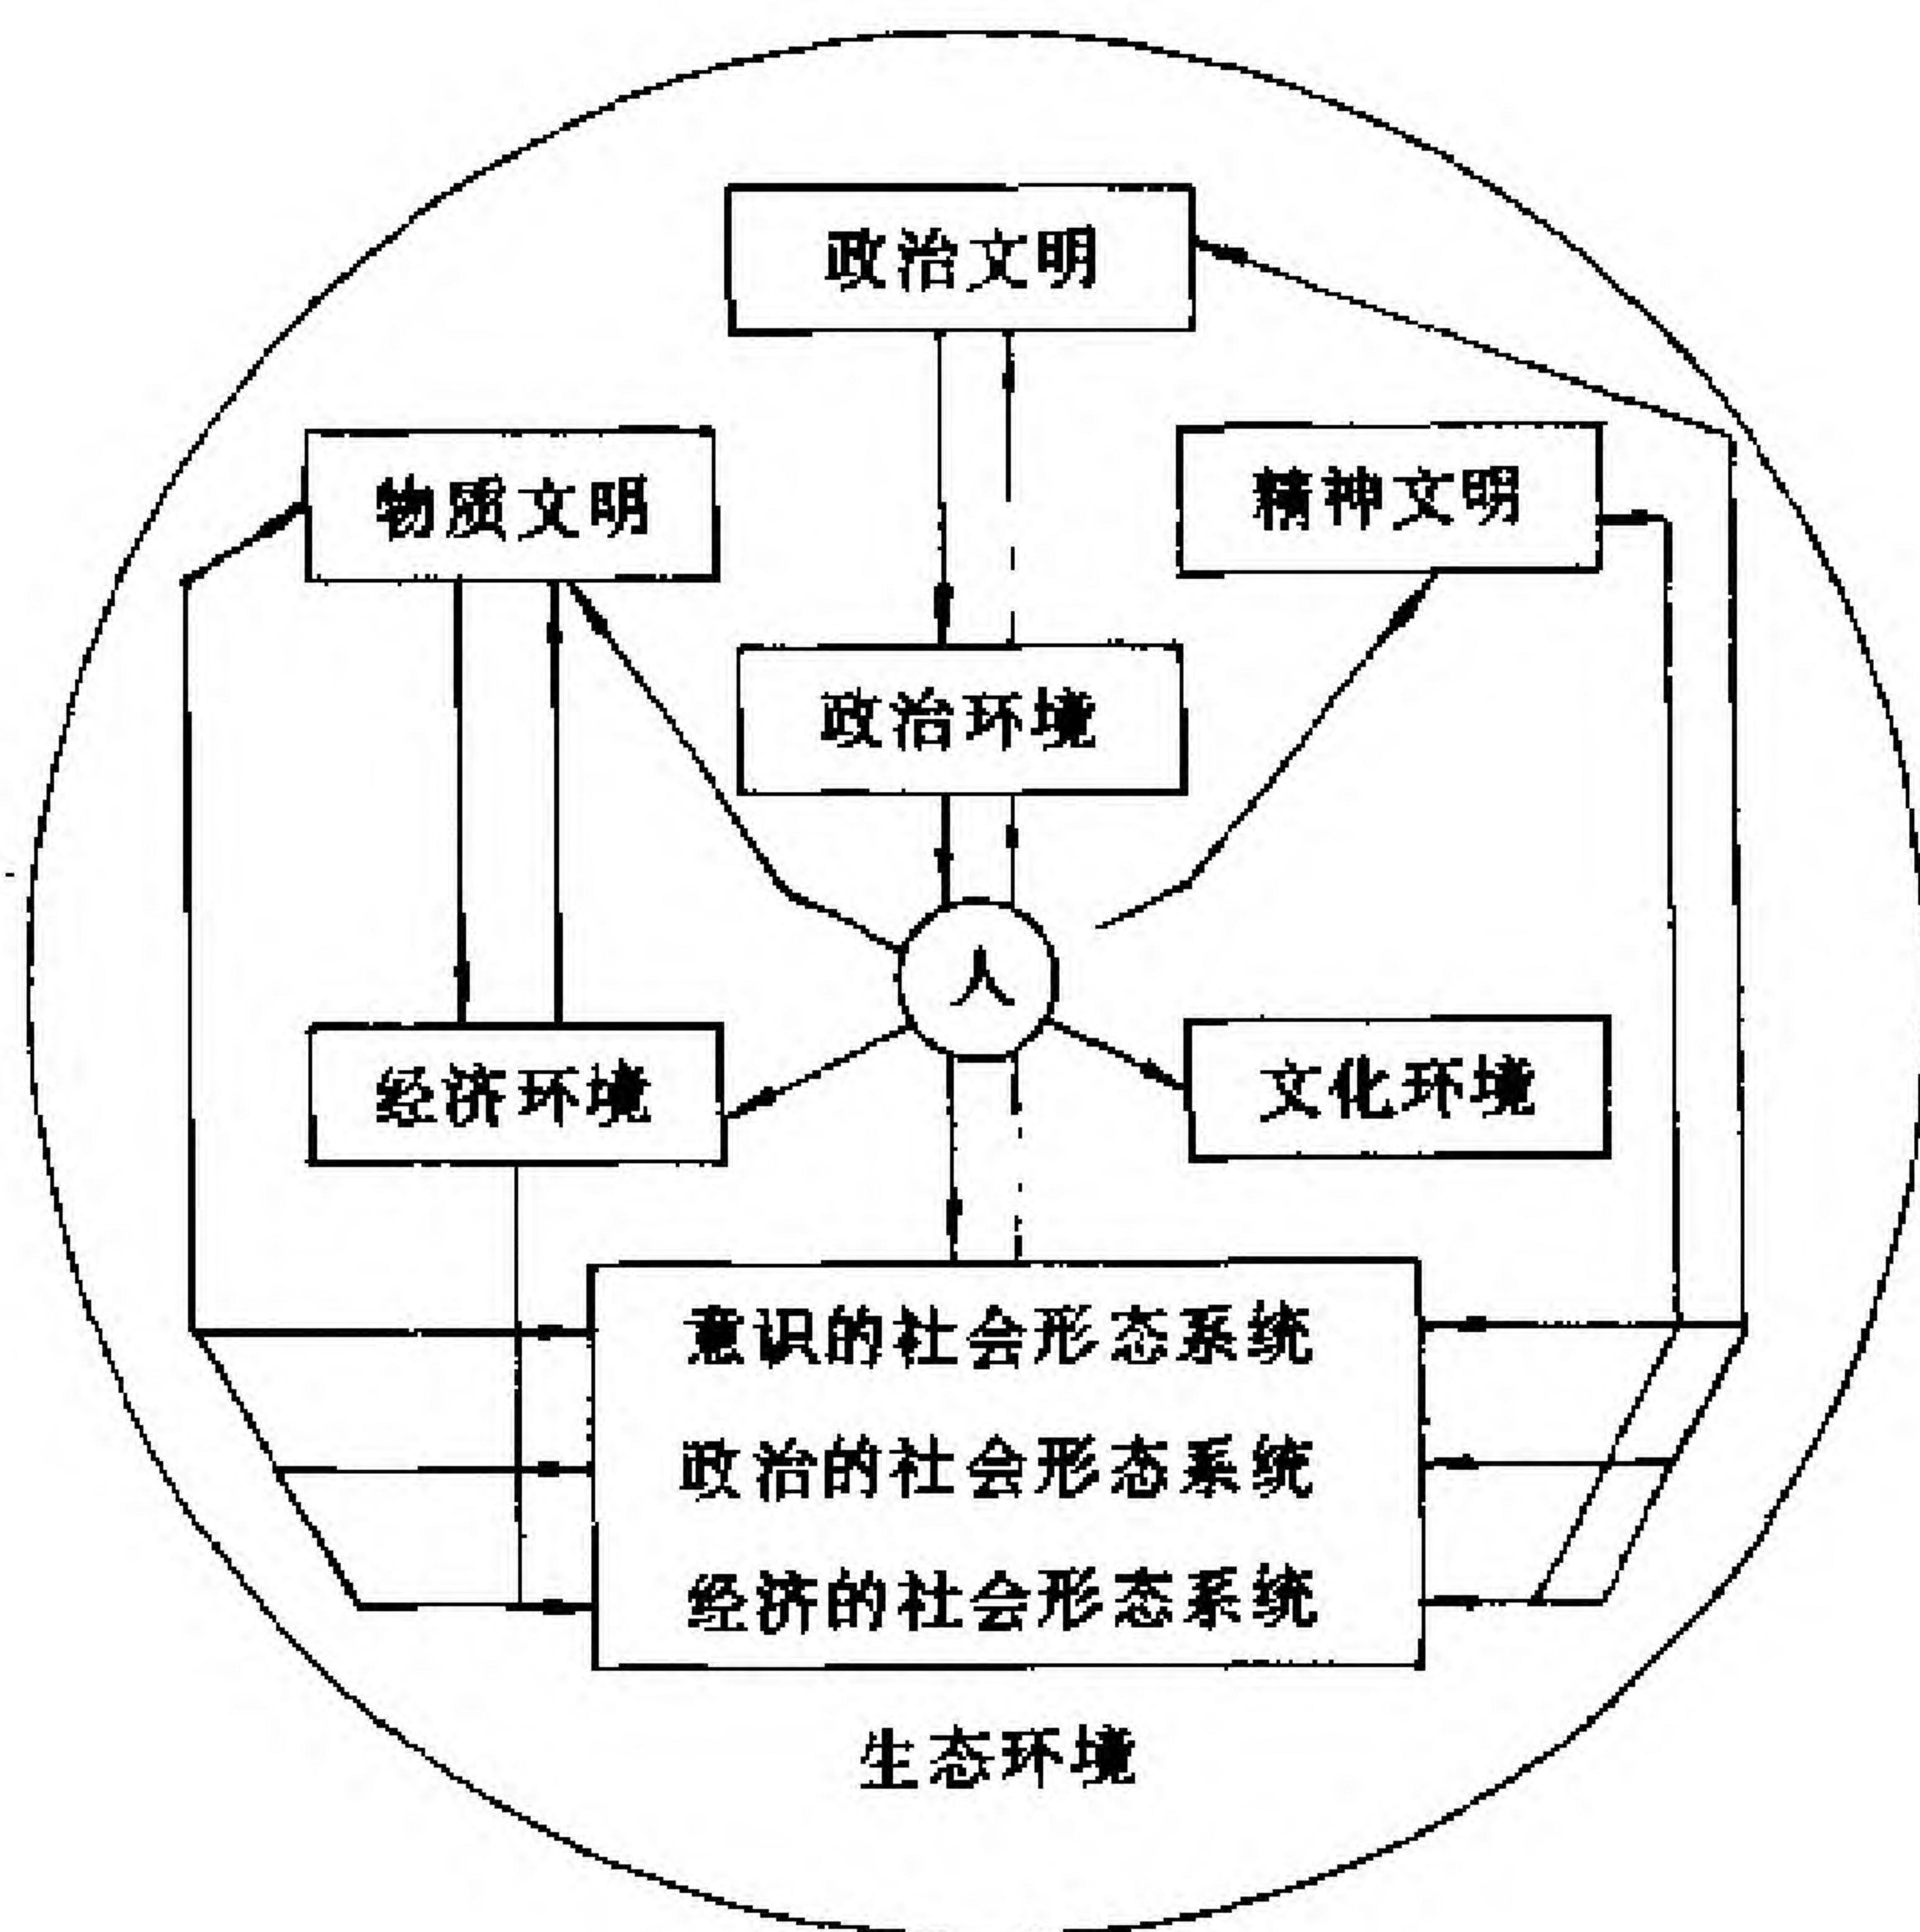 政治文明
物质文明
精神文明
政治环境
人
经济环境
文化环境
意识的社会形态系统
政治的社会形态系统
经济的社会形态系统
生态环境